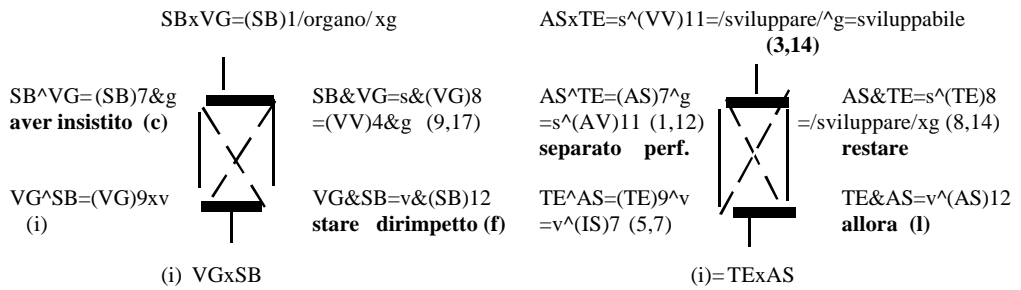 SBxVG=(SB)1/organo/xg
SB^VG=(SB)7&g
aver insistito (c)
SB&VG=s&(VG)8
=(VV)4&g (9,17)
VG^SB=(VG)9xv
(i)
VG&SB=v&(SB)12
stare dirimpetto (f)
(i) VGxSB
ASxTE=s^(VV)11=/sviluppare/^g=sviluppabile
(3,14)
AS^TE=(AS)7^g
=s^(AV)11 (1,12)
separato perf.
AS&TE=s^(TE)8
=/sviluppare/xg (8,14)
restare
TE^AS=(TE)9^v
=v^(IS)7 (5,7)
TE&AS=v^(AS)12
allora (l)
(i)=TExAS